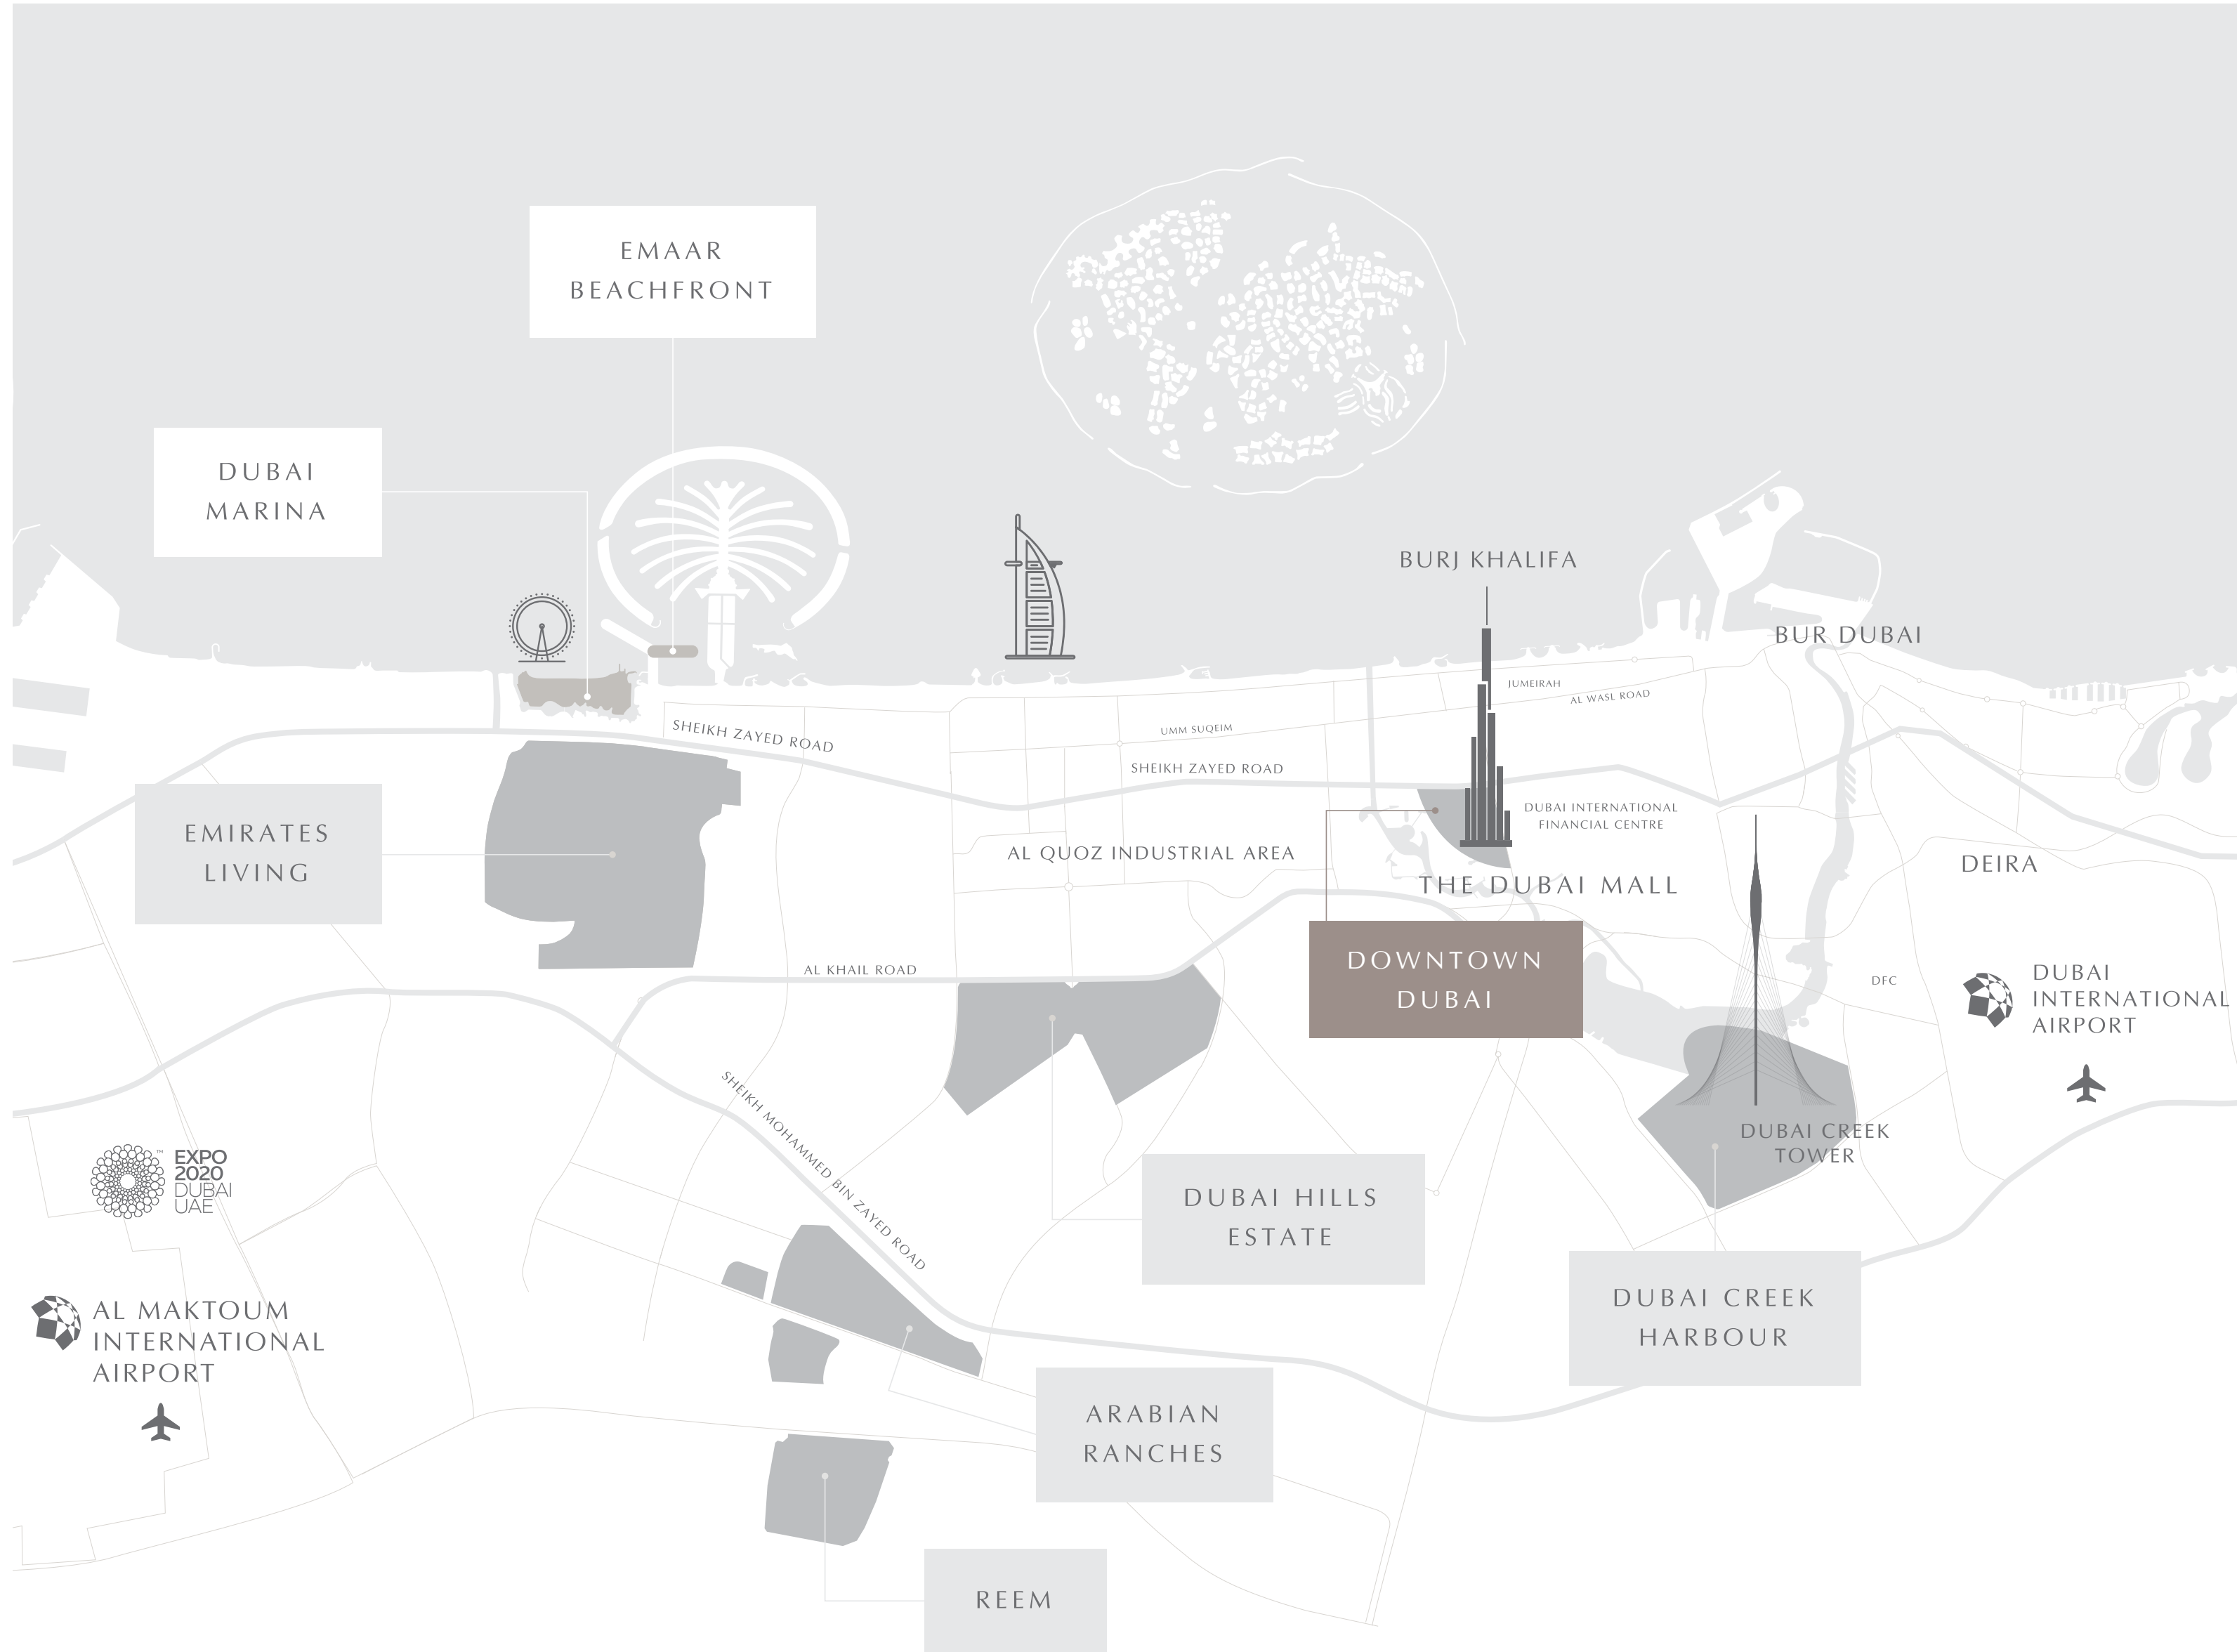 EMAAR
BEACHFRONT
DUBAI
MARINA
BURJ KHALIFA
BUR DUBAI
JUMEIRAH
AL WASL ROAD
SHEIKH ZAYED ROAD
UMM SUQEIM
SHEIKH ZAYED ROAD
DUBAI INTERNATIONAL
FINANCIAL CENTRE
EMIRATES
LIVING
AL QUOZ INDUSTRIAL AREA
DEIRA
THE DUBAI MALL
DOWNTOWN
DUBAI
AL KHAIL ROAD
DFC
DUBAI
INTERNATIONAL
AIRPORT
SHEIKH MOHAMMED BIN ZAYED ROAD
DUBAI CREEK
TOWER
™
EXPO
2020
DUBAI
UAE
DUBAI HILLS
ESTATE
AL MAKTOUM
INTERNATIONAL
AIRPORT
DUBAI CREEK
HARBOUR
ARABIAN
RANCHES
REEM